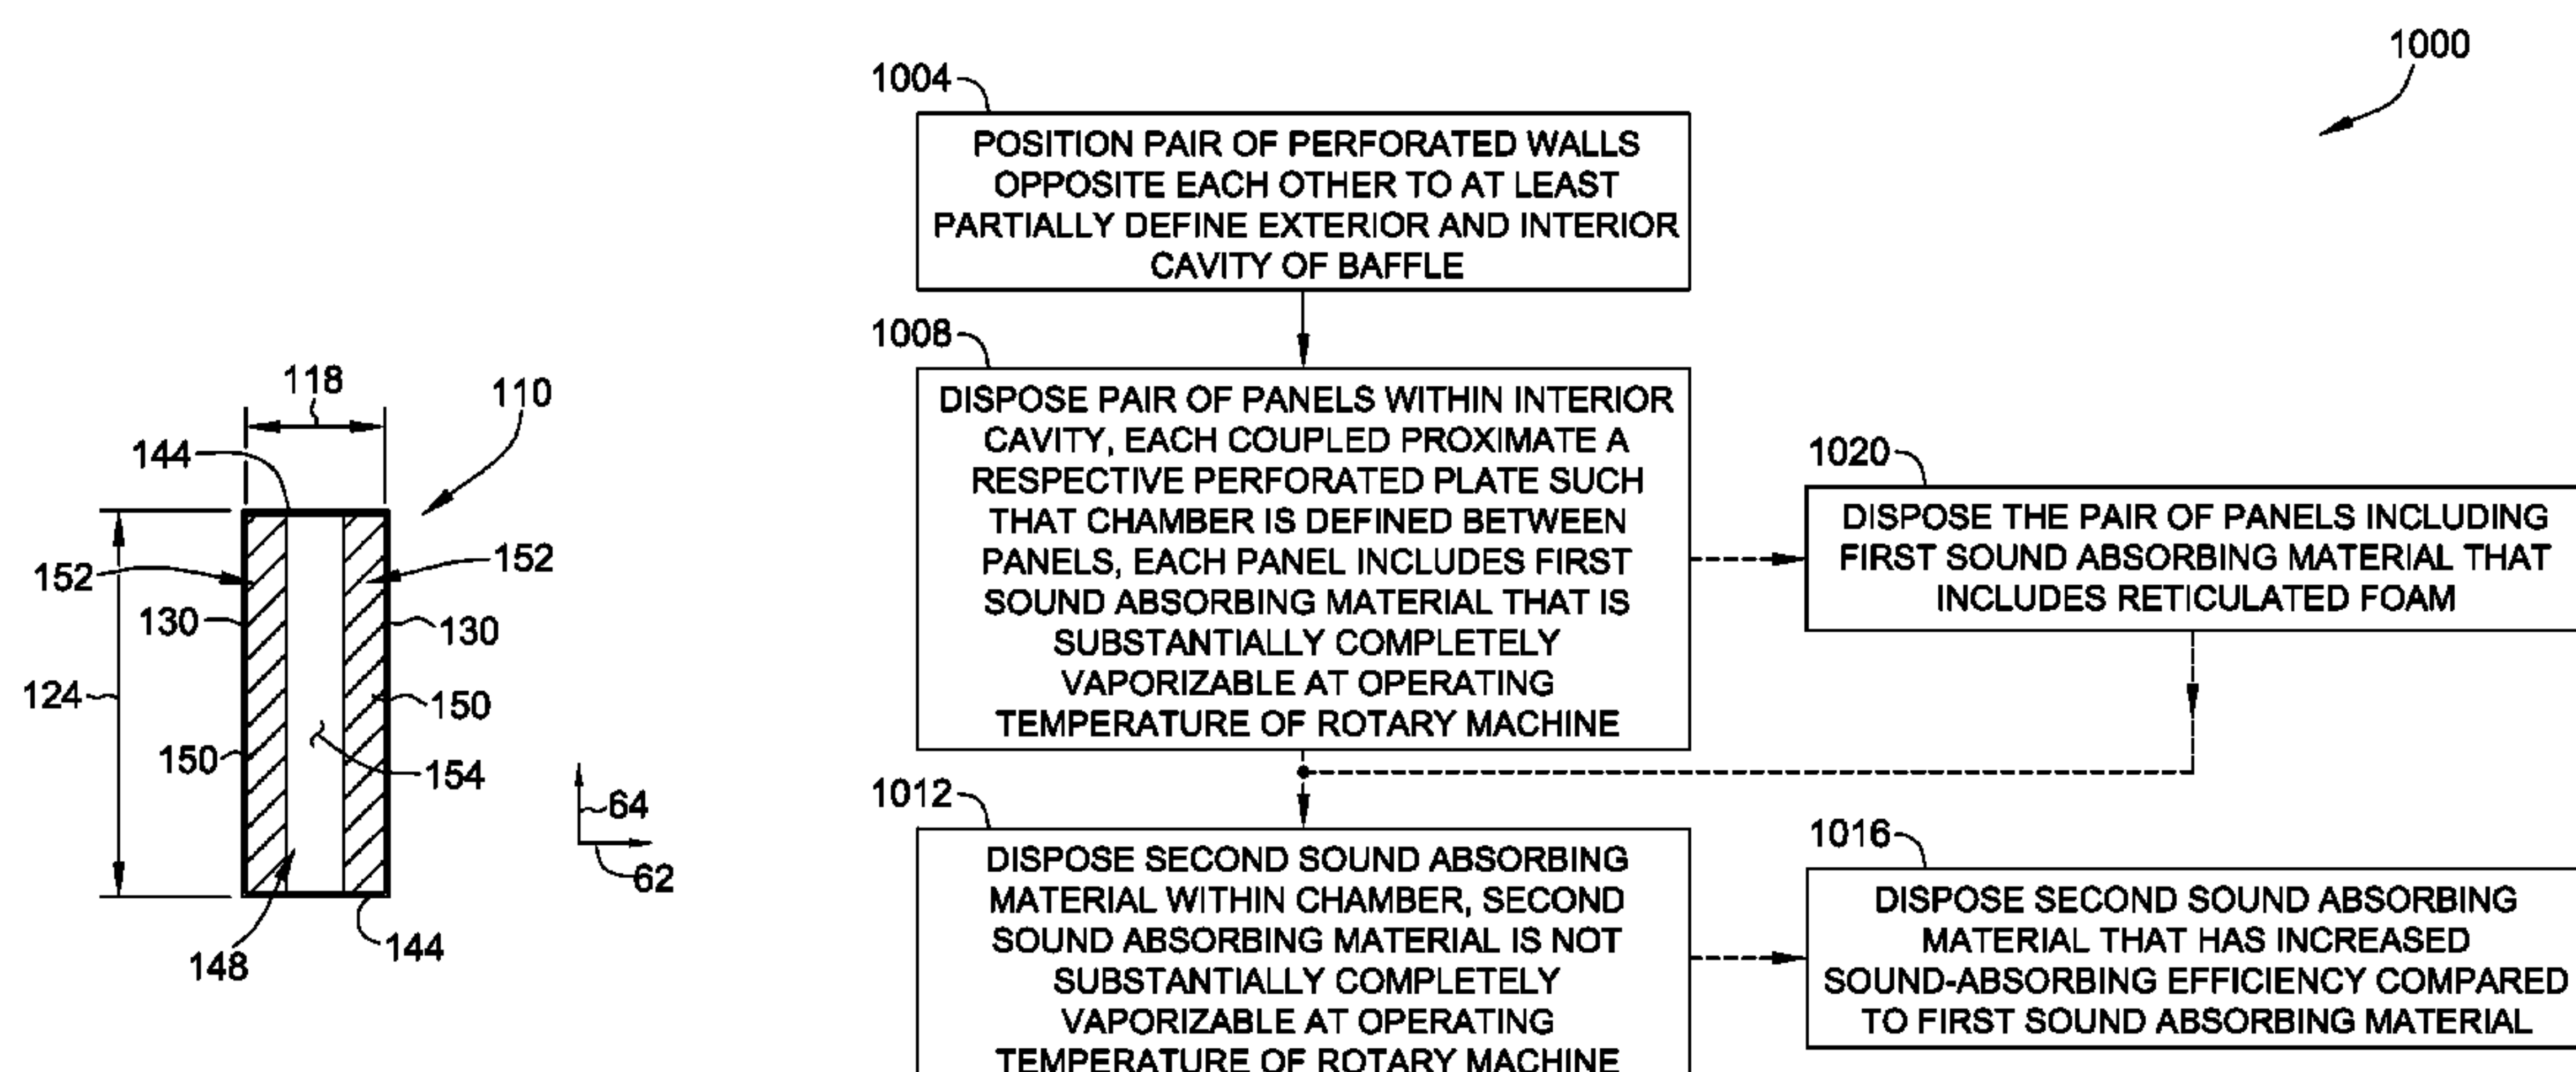 118
110
144
152
152
130
130
124
150
150
154
64
62
148
144
1000
1004
POSITION PAIR OF PERFORATED WALLS
OPPOSITE EACH OTHER TO AT LEAST
PARTIALLY DEFINE EXTERIOR AND INTERIOR
CAVITY OF BAFFLE
1008
DISPOSE PAIR OF PANELS WITHIN INTERIOR
CAVITY, EACH COUPLED PROXIMATE A
RESPECTIVE PERFORATED PLATE SUCH
THAT CHAMBER IS DEFINED BETWEEN
PANELS, EACH PANEL INCLUDES FIRST
SOUND ABSORBING MATERIAL THAT IS
SUBSTANTIALLY COMPLETELY
VAPORIZABLE AT OPERATING
TEMPERATURE OF ROTARY MACHINE
1020
DISPOSE THE PAIR OF PANELS INCLUDING
FIRST SOUND ABSORBING MATERIAL THAT
INCLUDES RETICULATED FOAM
1012
DISPOSE SECOND SOUND ABSORBING
MATERIAL WITHIN CHAMBER, SECOND
SOUND ABSORBING MATERIAL IS NOT
SUBSTANTIALLY COMPLETELY
VAPORIZABLE AT OPERATING
TEMPERATURE OF ROTARY MACHINE
1016
DISPOSE SECOND SOUND ABSORBING
MATERIAL THAT HAS INCREASED
SOUND-ABSORBING EFFICIENCY COMPARED
TO FIRST SOUND ABSORBING MATERIAL